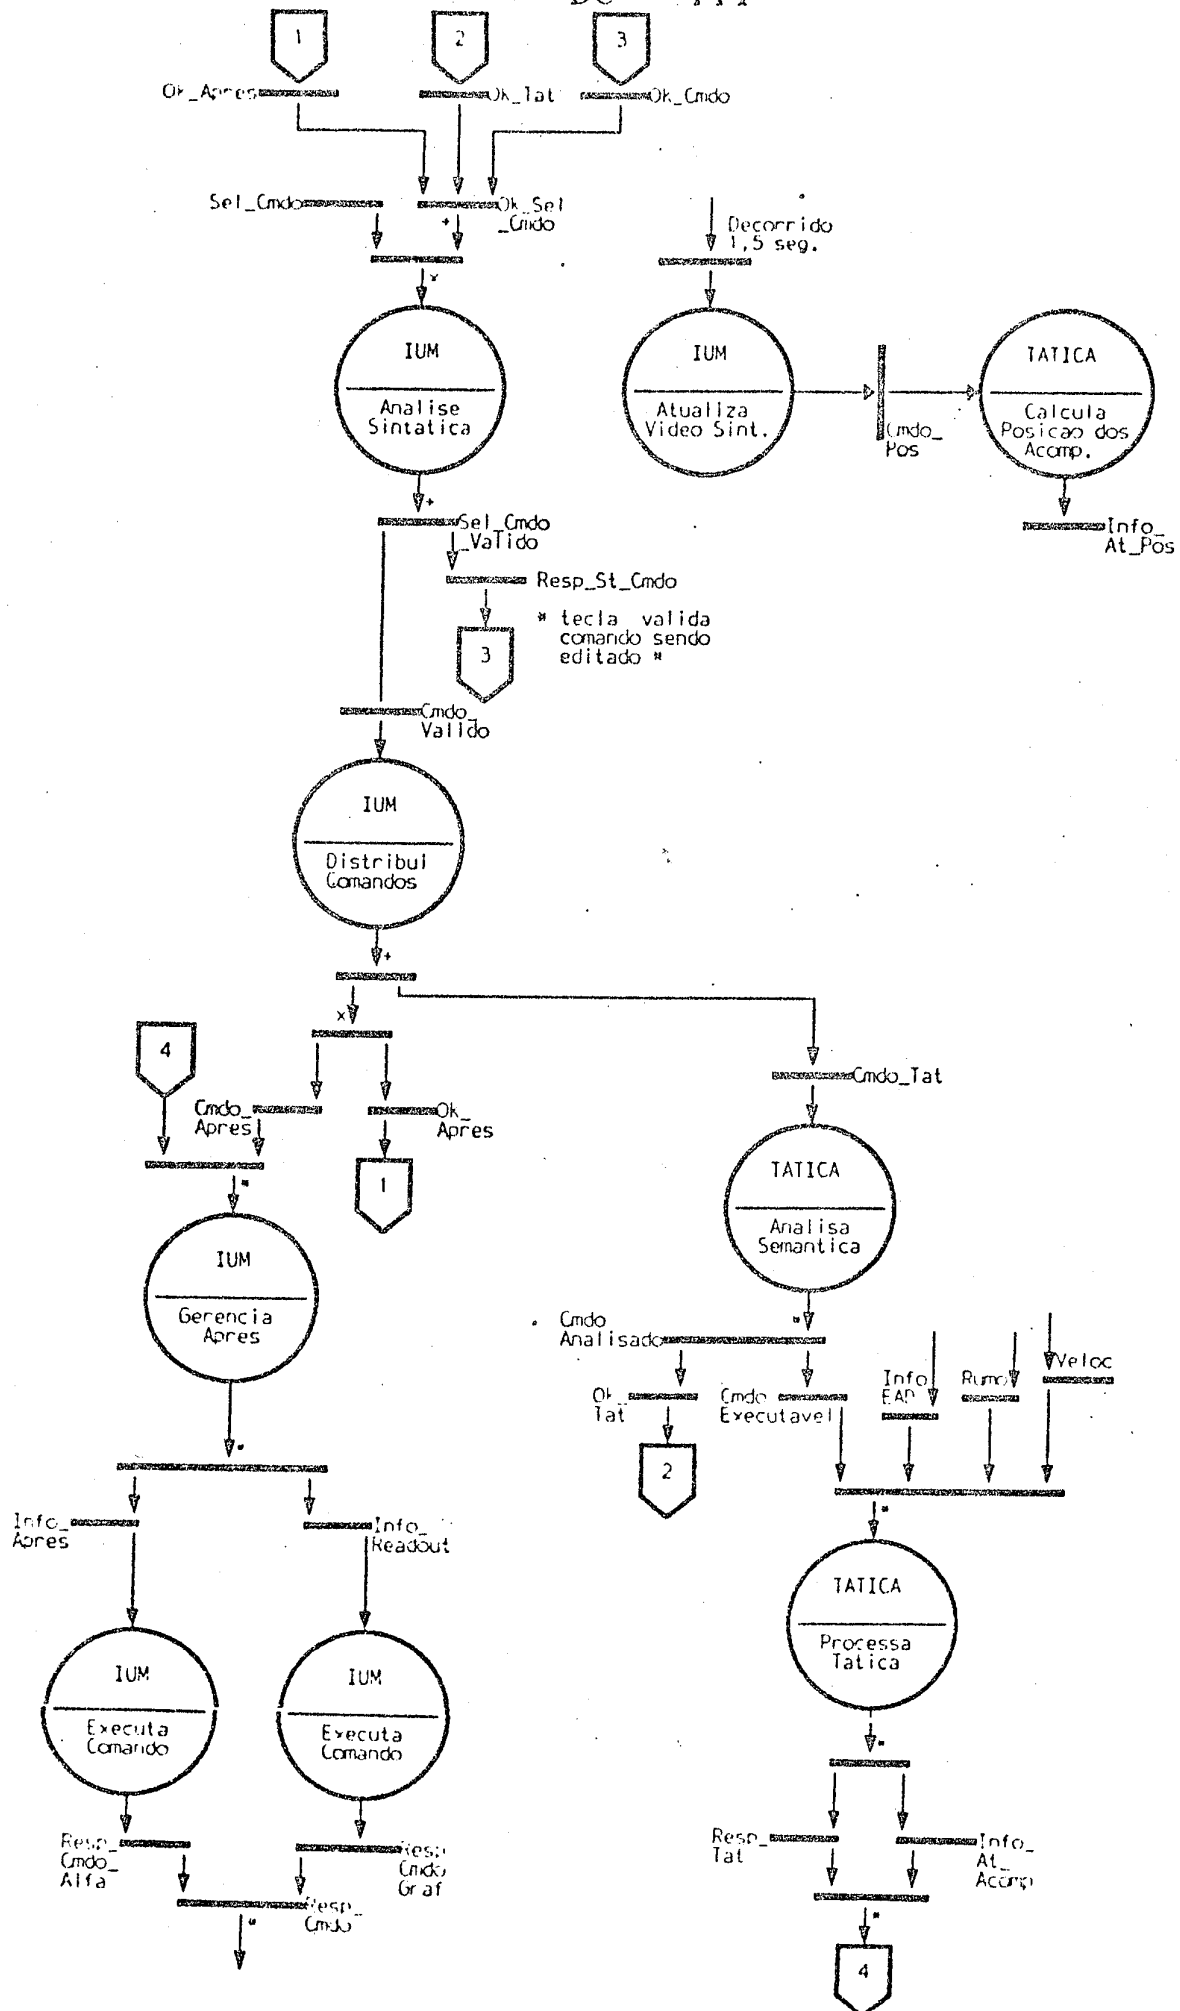 1
2
3
Ok_Apres
Ok_Tat
Ok_Cmdo
Sel_Cmdo
Ok_Sel
_Cmdo
+
*
Decorrido
1,5 seg.
IUM
Analise
Sintatica
IUM
Atualiza
Video Sint.
Cmdo_
Pos
TATICA
Calcula
Posicao dos
Acomp.
Info_
At_Pos
+
Sel_Cmdo
_Valido
Resp_St_Cmdo
3
* tecla valida
comando sendo
editado *
Cmdo_
Valido
IUM
Distribui
Comandos
+
*
4
Cmdo_
Apres
Ok_
Apres
1
*
IUM
Gerencia
Apres
*
Info_
Apres
Info_
Readout
IUM
Executa
Comando
IUM
Executa
Comando
Resp_
Cmdo_
Alfa
Resp
Cmdo
Graf
Resp_
Cmdo
*
Cmdo_Tat
TATICA
Analisa
Semantica
*
Cmdo
Analisado
Ok_
Tat
2
Cmdo
Executavel
Info
EAD
Rumo
Veloc
*
TATICA
Processa
Tatica
*
Resp_
Tat
Info_
At_
Acomp
*
4